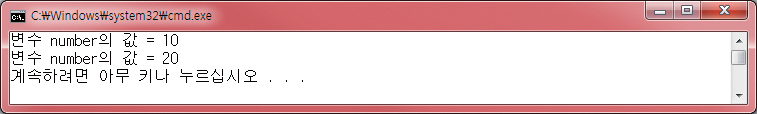 C:₩Windows₩system32₩cmd.exe
변수 number의 값 = 10
변수 number의 값 = 20
계속하려면 아무 키나 누르십시오 . . .